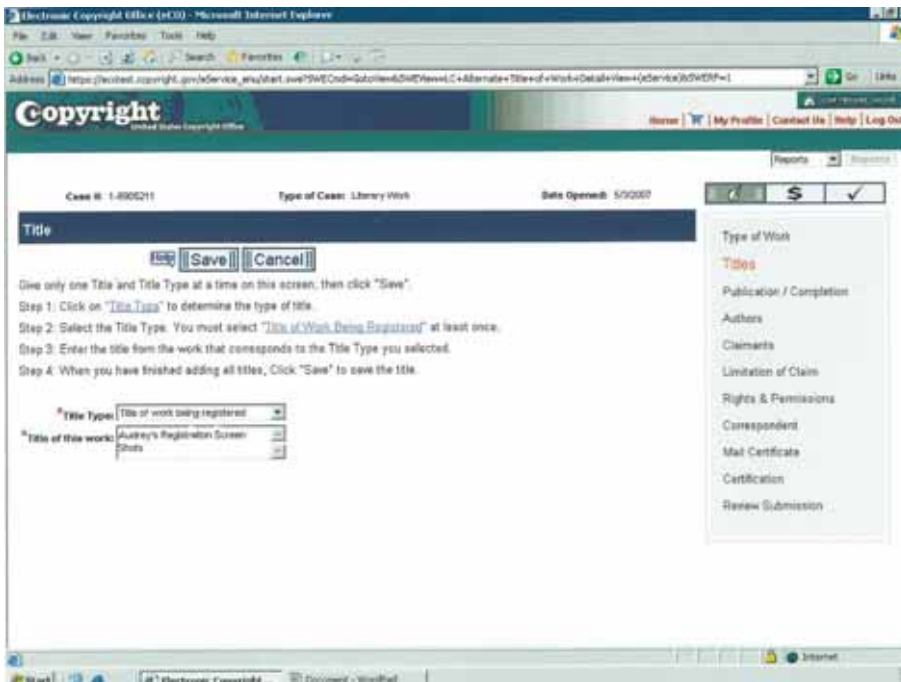 Electronic Copyright Office (eCO) - Microsoft Internet Explorer
File Edit View Favorites Tools Help
Back Search Favorites
Address Go Links
Copyright
United States Copyright Office
Home | My Profile | Contact Us | Help | Log Ou
Reports
Case #: 1-8905211 Type of Case: Literary Work Date Opened: 5/3/2007
$
Title
Help Save Cancel
Give only one Title and Title Type at a time on this screen, then click "Save".
Step 1: Click on "Title Type" to determine the type of title.
Step 2: Select the Title Type. You must select "Title of Work Being Registered" at least once.
Step 3: Enter the title from the work that corresponds to the Title Type you selected.
Step 4: When you have finished adding all titles, Click "Save" to save the title.
*Title Type: Title of work being registered
*Title of this work: Audrey's Registration Screen
Shots
Type of Work
Titles
Publication / Completion
Authors
Claimants
Limitation of Claim
Rights & Permissions
Correspondent
Mail Certificate
Certification
Review Submission
Internet
Start Electronic Copyright ... Document - WordPad